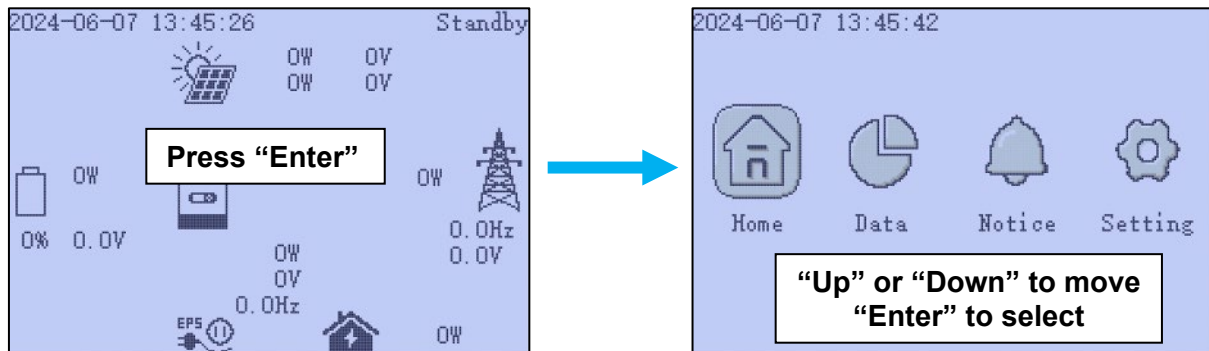 2024-06-07 13:45:26 Standby
0W 0V
0W 0V
Press “Enter”
0W
0W
0% 0.0V
0.0Hz
0.0V
0W
0V
0.0Hz
EPS
0W
2024-06-07 13:45:42
Home Data Notice Setting
“Up” or “Down” to move
“Enter” to select